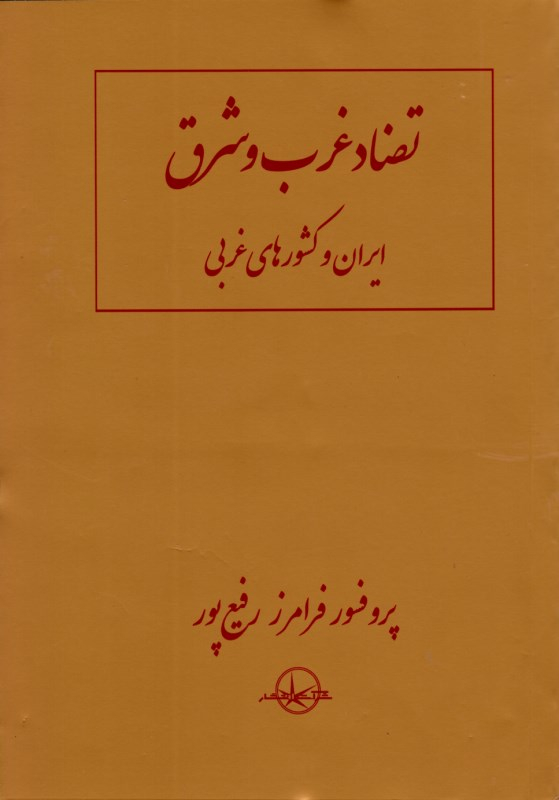 تضاد غرب و شرق
ایران و کشورهای غربی
پروفسور فرامرز رفیع‌پور